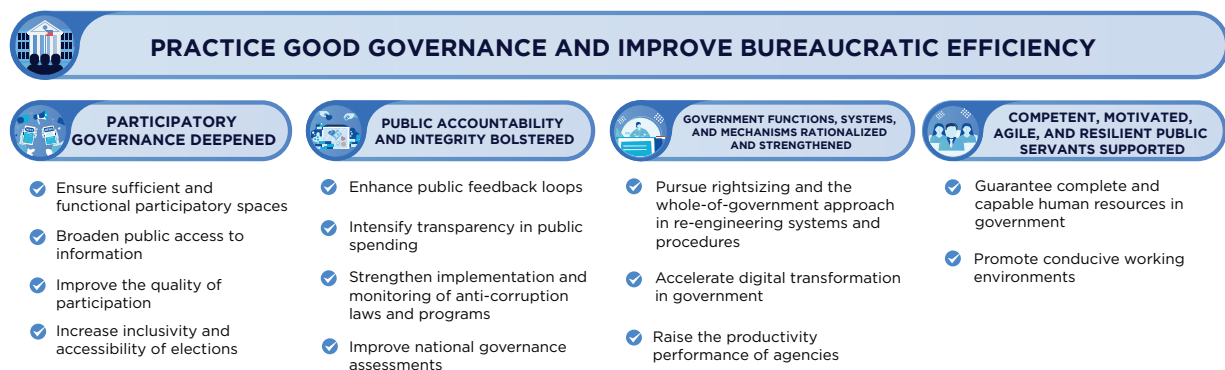 PRACTICE GOOD GOVERNANCE AND IMPROVE BUREAUCRATIC EFFICIENCY
PARTICIPATORY
GOVERNANCE DEEPENED
Ensure sufficient and
functional participatory spaces
Broaden public access to
information
Improve the quality of
participation
Increase inclusivity and
accessibility of elections
PUBLIC ACCOUNTABILITY
AND INTEGRITY BOLSTERED
Enhance public feedback loops
Intensify transparency in public
spending
Strengthen implementation and
monitoring of anti-corruption
laws and programs
Improve national governance
assessments
GOVERNMENT FUNCTIONS, SYSTEMS,
AND MECHANISMS RATIONALIZED
AND STRENGTHENED
Pursue rightsizing and the
whole-of-government approach
in re-engineering systems and
procedures
Accelerate digital transformation
in government
Raise the productivity
performance of agencies
COMPETENT, MOTIVATED,
AGILE, AND RESILIENT PUBLIC
SERVANTS SUPPORTED
Guarantee complete and
capable human resources in
government
Promote conducive working
environments